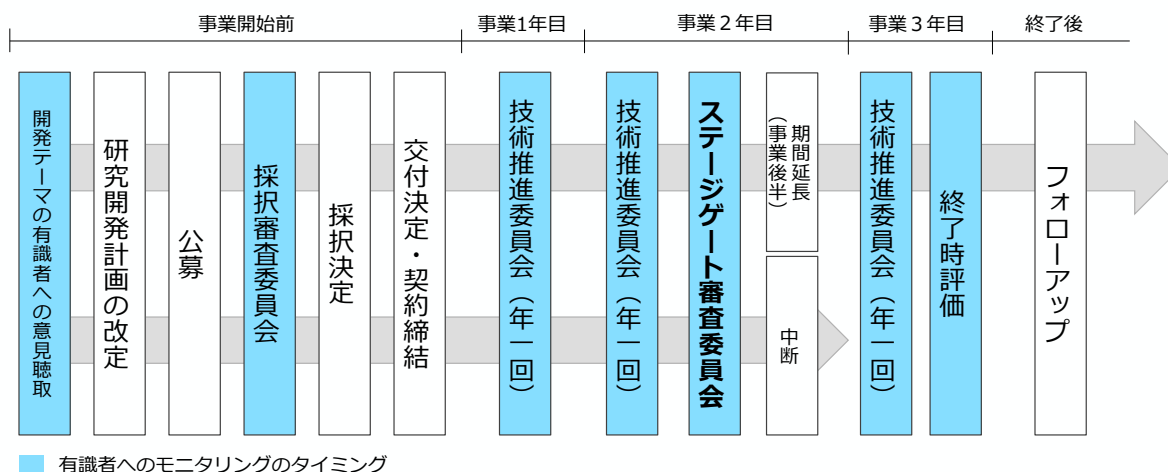 事業開始前
事業1年目
事業２年目
事業３年目
終了後
開発テーマの有識者への意見聴取
研究開発計画の改定
公募
採択審査委員会
採択決定
交付決定・契約締結
技術推進委員会（年一回）
技術推進委員会（年一回）
ステージゲート審査委員会
期間延長
（事業後半）
中断
技術推進委員会（年一回）
終了時評価
フォローアップ
有識者へのモニタリングのタイミング